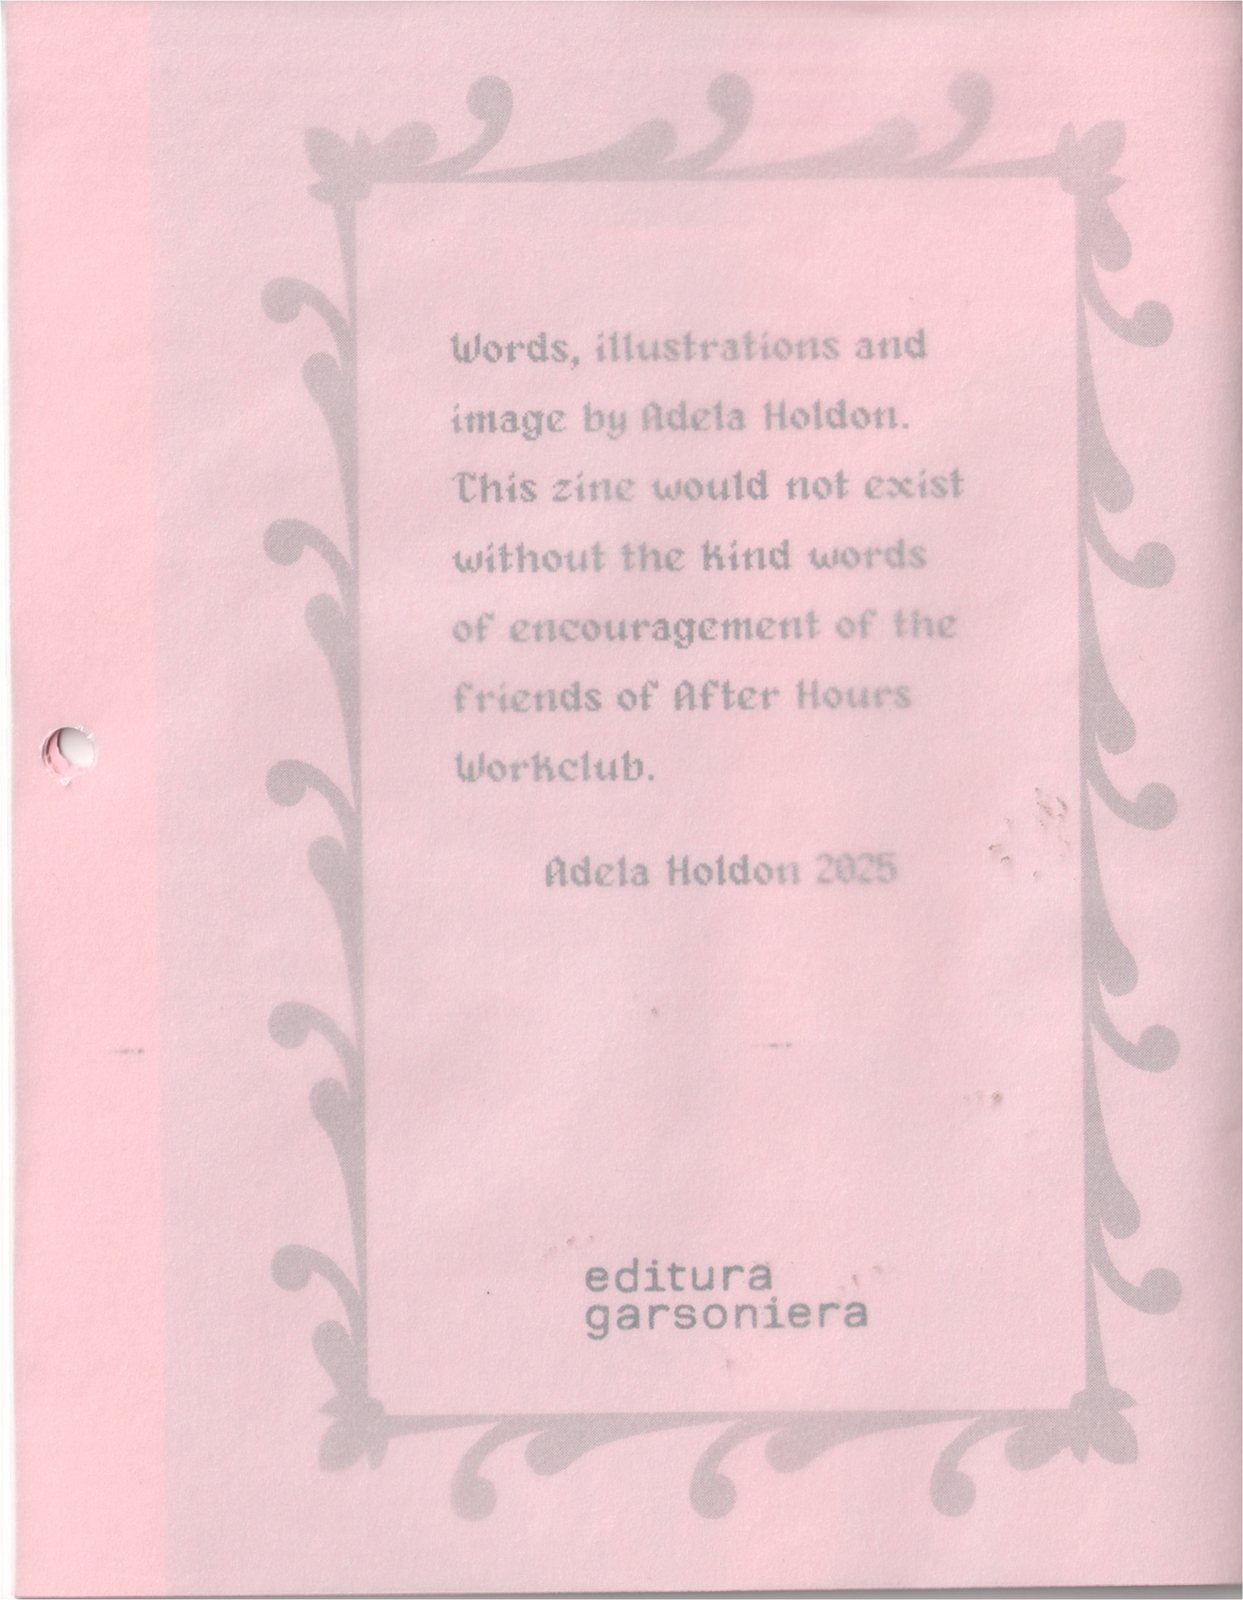 Words, illustrations and
image by Adela Holdon.
This zine would not exist
without the kind words
of encouragement of the
friends of After Hours
Workclub.
Adela Holdon 2025
editura
garsoniera